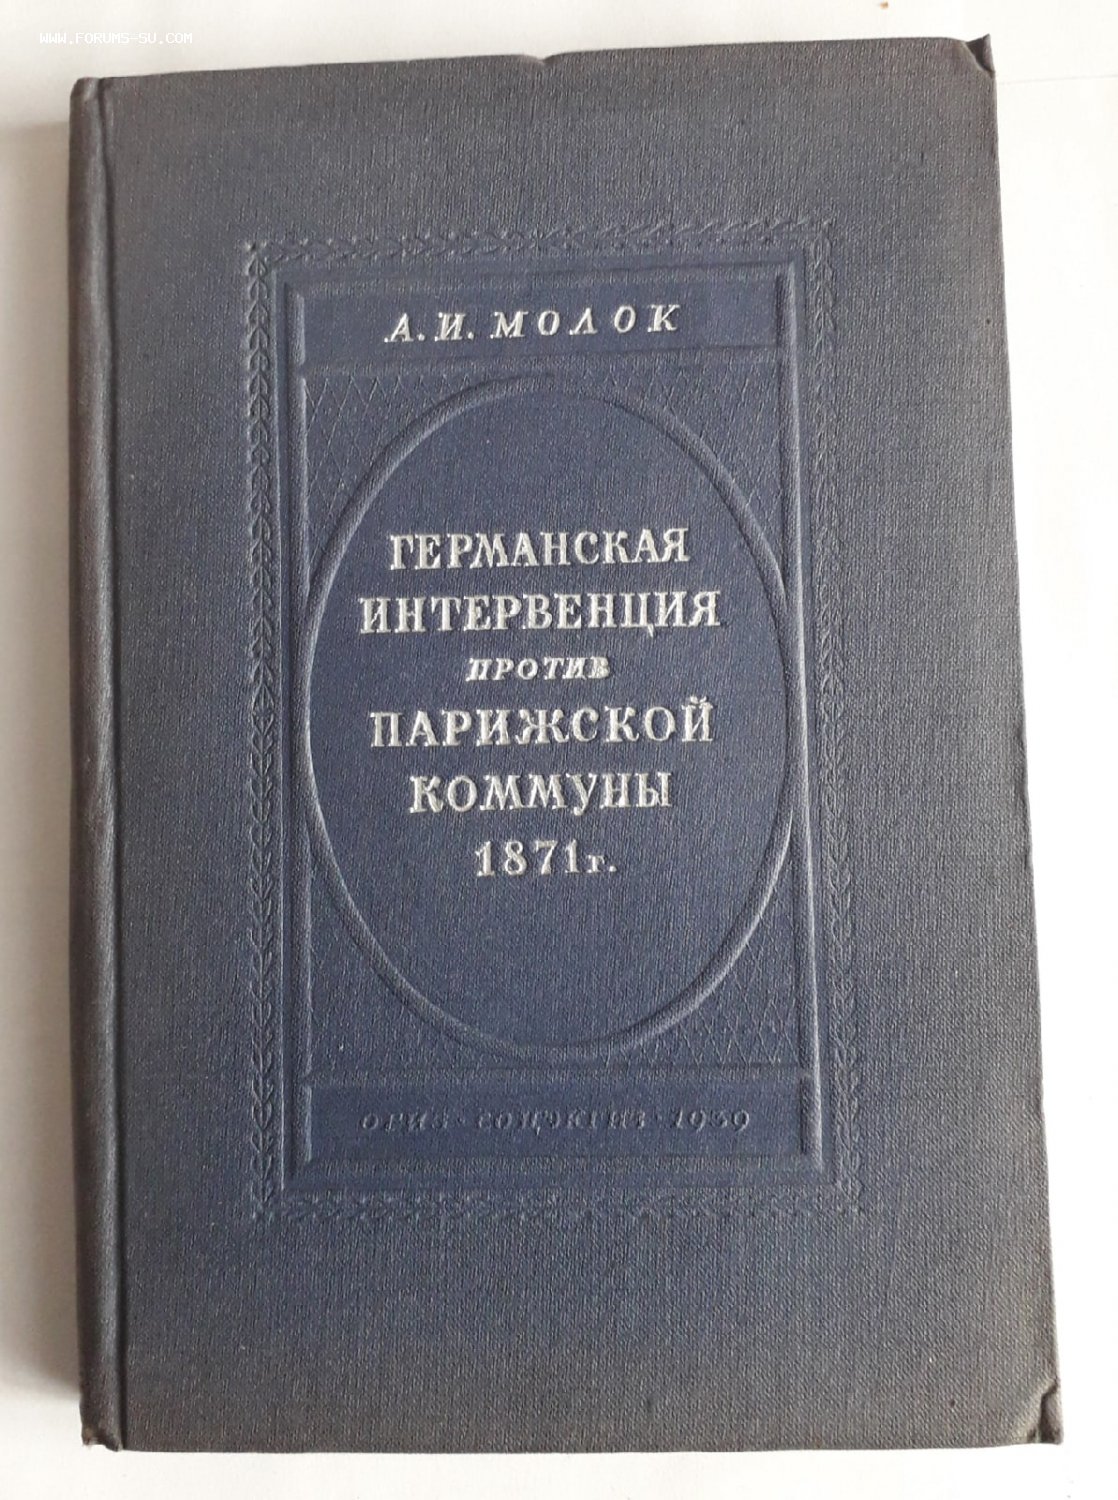 WWW.FORUMS-SU.COM
А. И. МОЛОК
ГЕРМАНСКАЯ
ИНТЕРВЕНЦИЯ
ПРОТИВ
ПАРИЖСКОЙ
КОММУНЫ
1871г.
ОГИЗ · СОЦЭКГИЗ · 1939